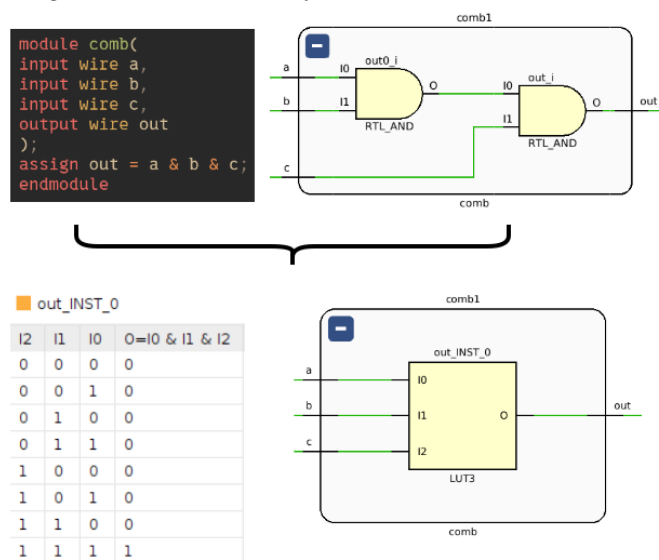 module comb(
input wire a,
input wire b,
input wire c,
output wire out
);
assign out = a & b & c;
endmodule
comb1
out0_i
a
I0
O
b
I1
RTL_AND
out_i
I0
O
out
I1
RTL_AND
c
comb
out_INST_0
I2 I1 I0 O=I0 & I1 & I2
0 0 0 0
0 0 1 0
0 1 0 0
0 1 1 0
1 0 0 0
1 0 1 0
1 1 0 0
1 1 1 1
comb1
out_INST_0
a
I0
b
I1
O
out
c
I2
LUT3
comb